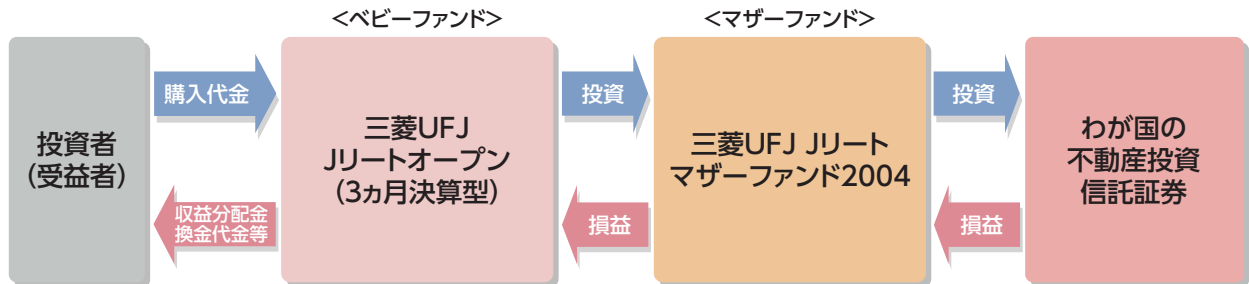 <ベビーファンド>
<マザーファンド>
投資者
(受益者)
購入代金
収益分配金
換金代金等
三菱UFJ
Jリートオープン
(3ヵ月決算型)
投資
損益
三菱UFJ Jリート
マザーファンド2004
投資
損益
わが国の
不動産投資
信託証券